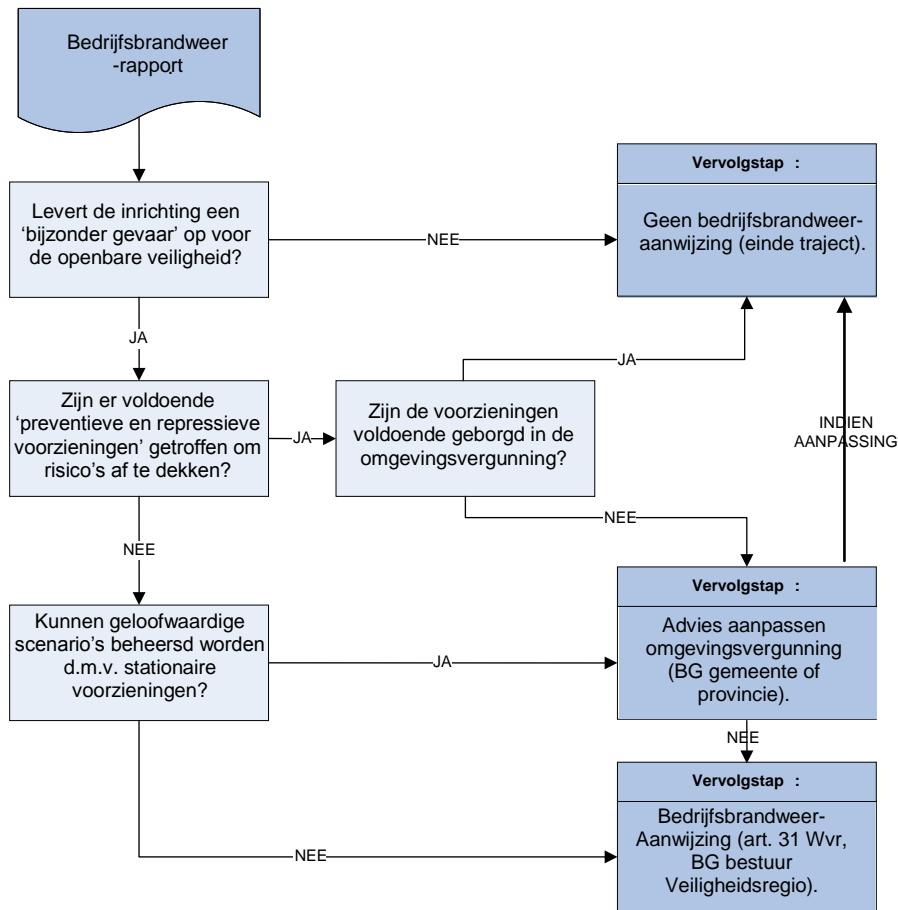 Bedrijfsbrandweer
-rapport
Levert de inrichting een
‘bijzonder gevaar’ op voor
de openbare veiligheid?
NEE
Vervolgstap :
Geen bedrijfsbrandweer-
aanwijzing (einde traject).
JA
Zijn er voldoende
‘preventieve en repressieve
voorzieningen’ getroffen om
risico’s af te dekken?
JA
Zijn de voorzieningen
voldoende geborgd in de
omgevingsvergunning?
JA
INDIEN
AANPASSING
NEE
NEE
Kunnen geloofwaardige
scenario’s beheersd worden
d.m.v. stationaire
voorzieningen?
JA
Vervolgstap :
Advies aanpassen
omgevingsvergunning
(BG gemeente of
provincie).
NEE
NEE
Vervolgstap :
Bedrijfsbrandweer-
Aanwijzing (art. 31 Wvr,
BG bestuur
Veiligheidsregio).